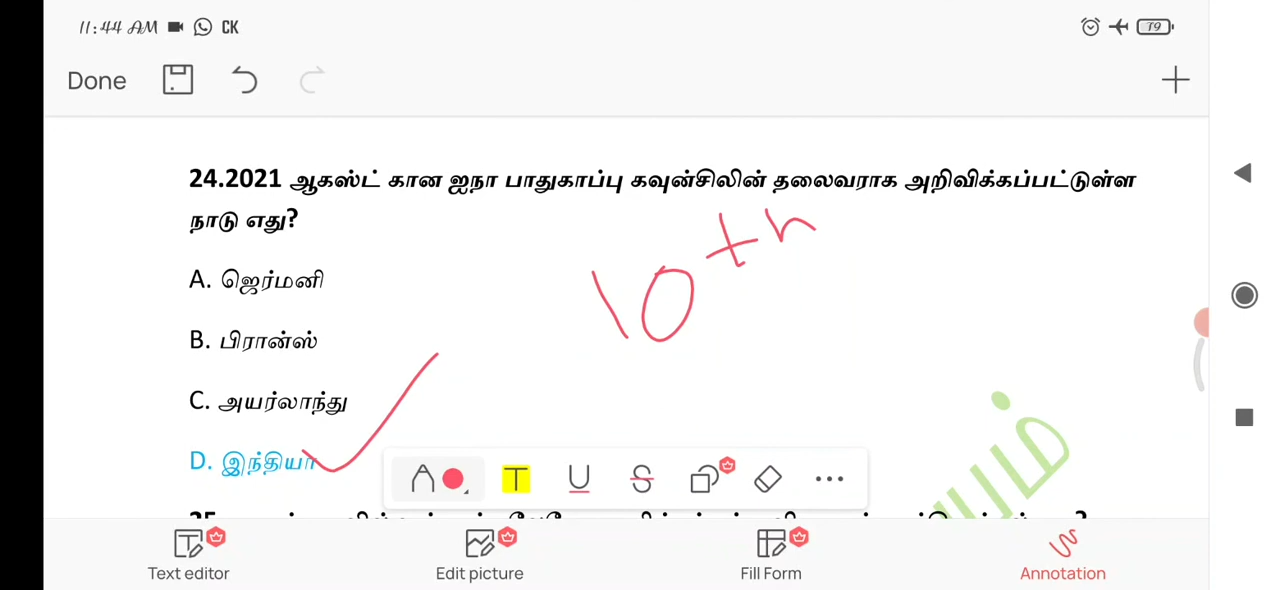 11:44 AM CK 79
Done
24.2021 ஆகஸ்ட் கான ஐநா பாதுகாப்பு கவுன்சிலின் தலைவராக அறிவிக்கப்பட்டுள்ள
நாடு எது?
10th
A. ஜெர்மனி
B. பிரான்ஸ்
C. அயர்லாந்து
D. இந்தியா
Text editor
Edit picture
Fill Form
Annotation